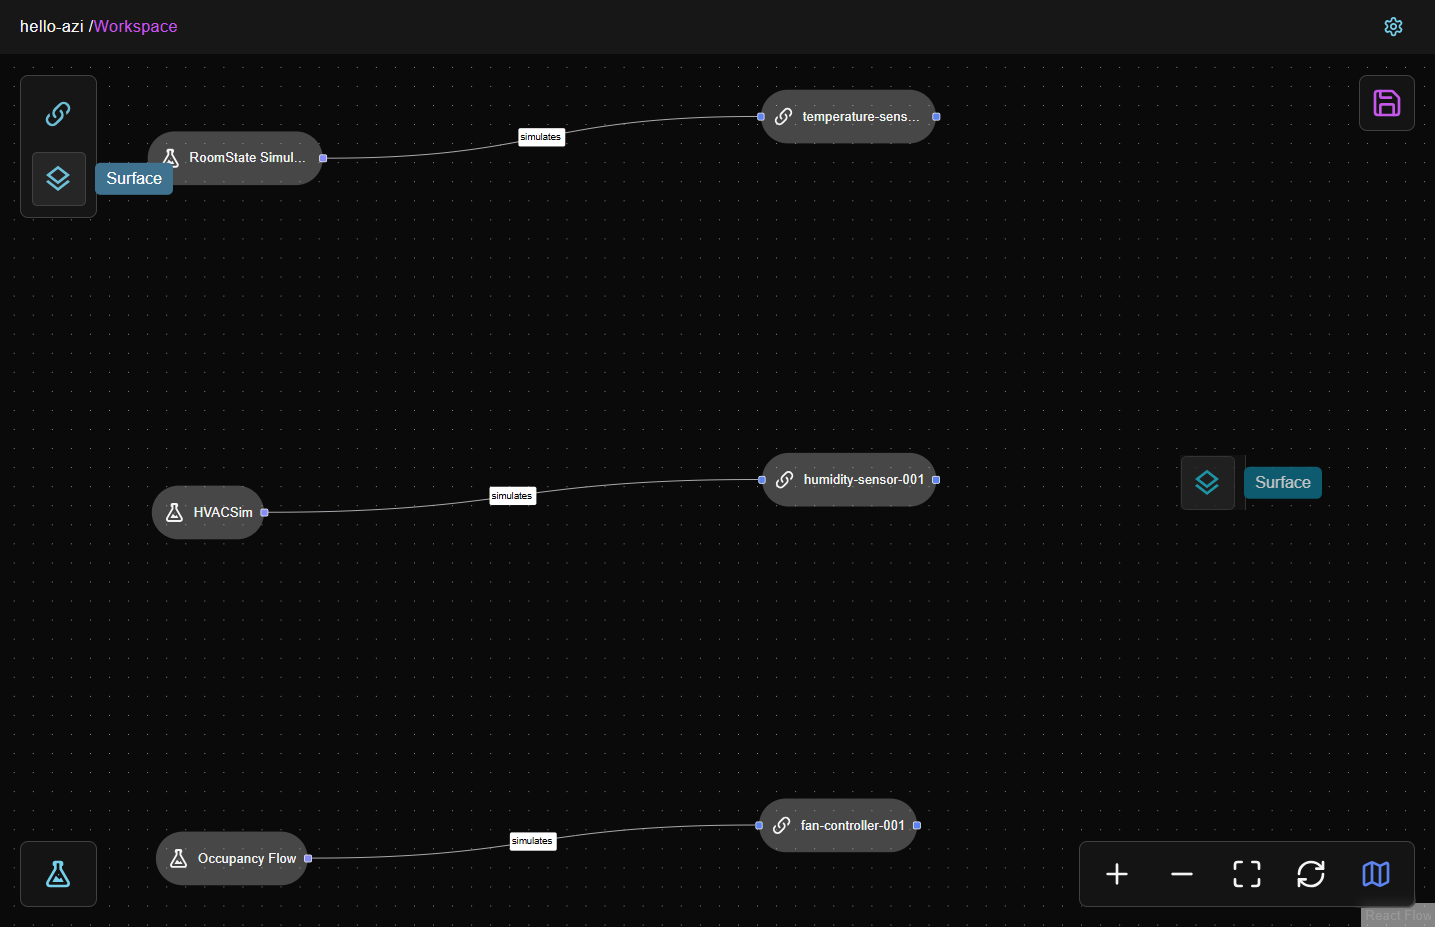 hello-azi /Workspace
temperature-sens...
simulates
RoomState Simul...
Surface
humidity-sensor-001
Surface
simulates
HVACSim
fan-controller-001
simulates
Occupancy Flow
React Flow